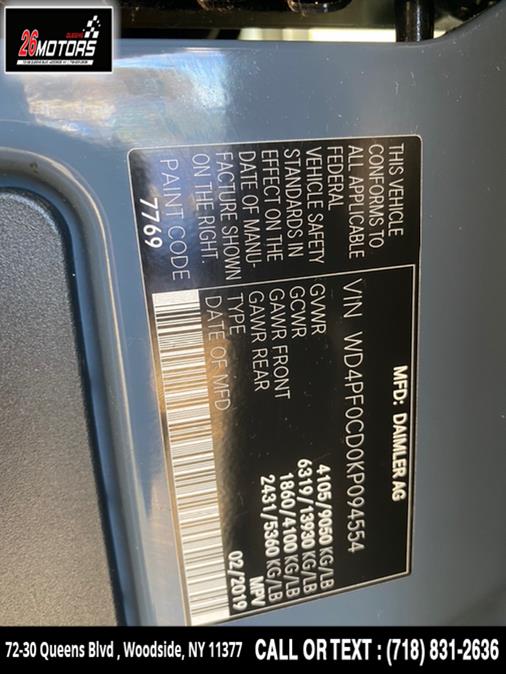 QUEENS
26MOTORS
MFD: DAIMLER AG
VIN WD4PF0CD0KP094554
GVWR 4105/9050 KG/LB
GCWR 6319/13930 KG/LB
GAWR FRONT 1860/4100 KG/LB
GAWR REAR 2431/5360 KG/LB
TYPE MPV
DATE OF MFD 02/2019
THIS VEHICLE
CONFORMS TO
ALL APPLICABLE
FEDERAL
VEHICLE SAFETY
STANDARDS IN
EFFECT ON THE
DATE OF MANU-
FACTURE SHOWN
ON THE RIGHT.
PAINT CODE
7769
72-30 Queens Blvd , Woodside, NY 11377
CALL OR TEXT : (718) 831-2636